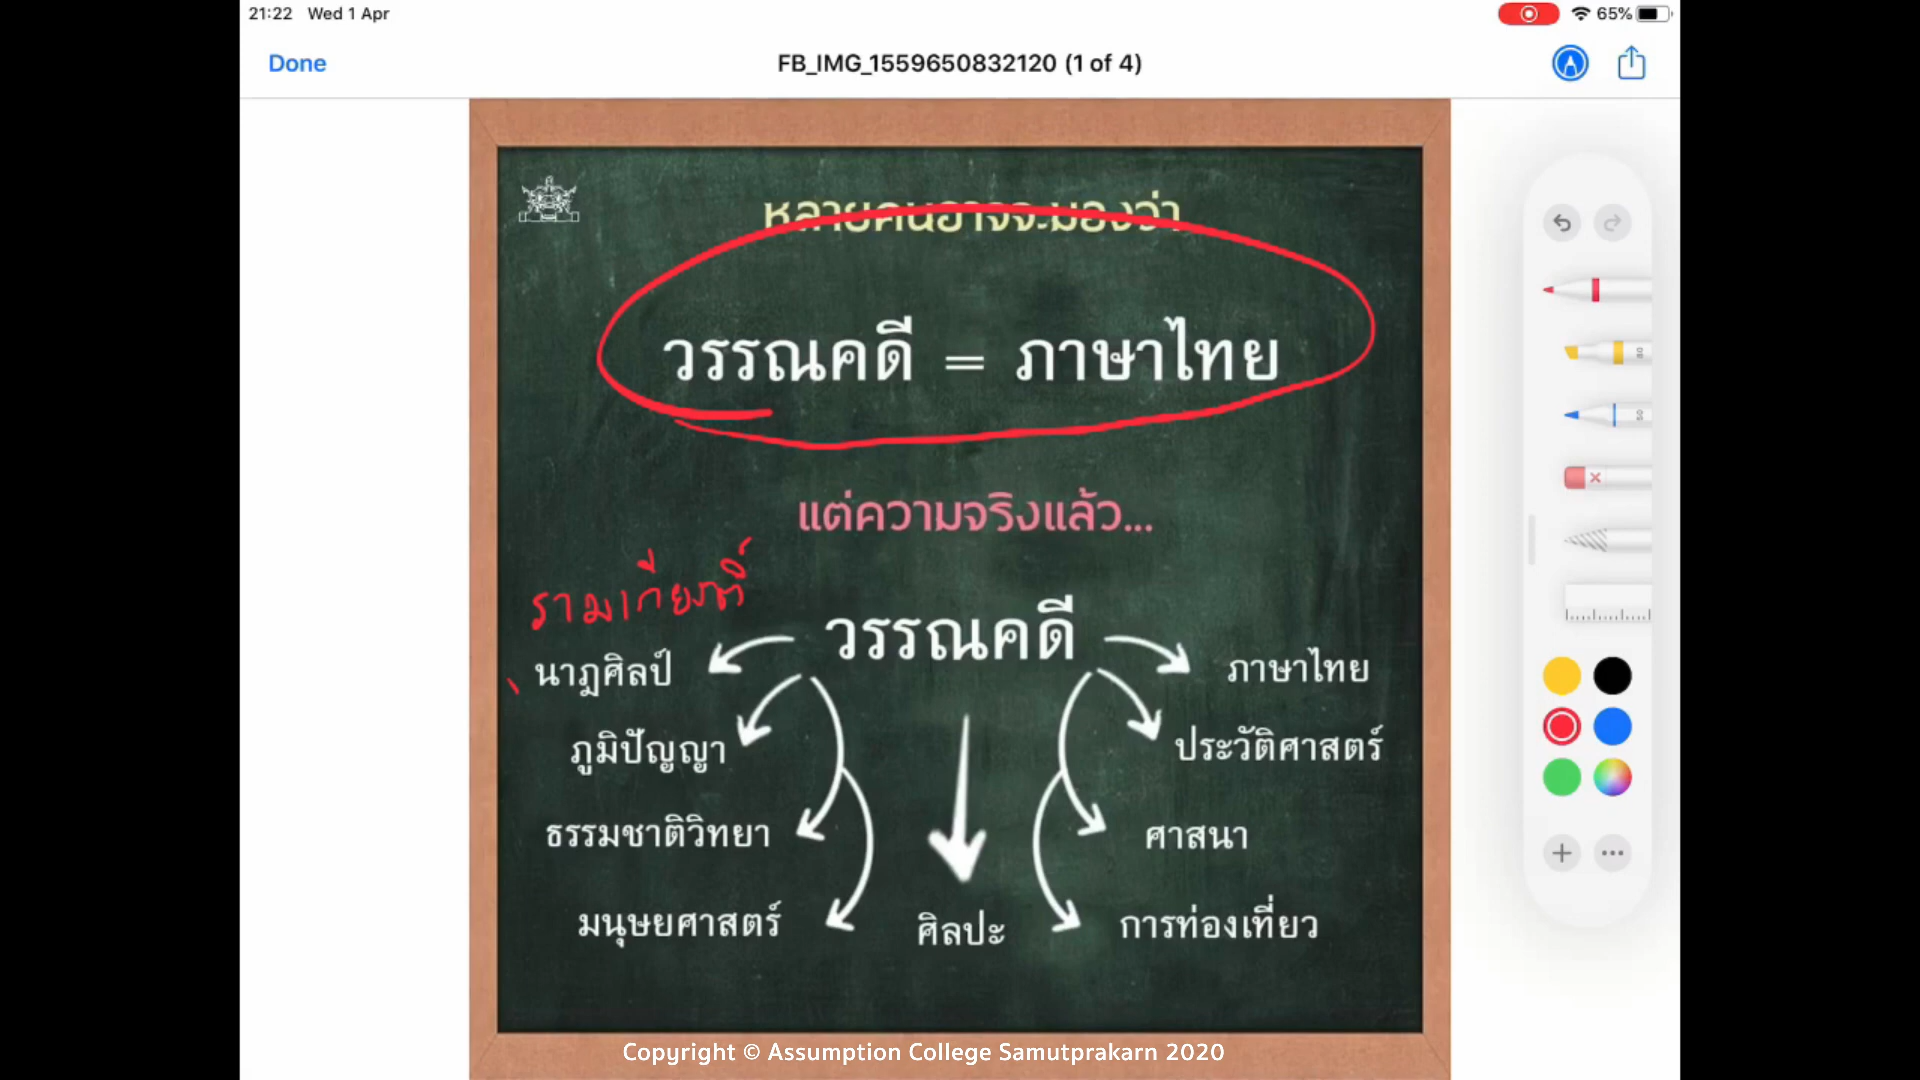 21:22 Wed 1 Apr
65%
Done
FB_IMG_1559650832120 (1 of 4)
หลายคนอาจจะมองว่า
วรรณคดี = ภาษาไทย
แต่ความจริงแล้ว...
รามเกียรติ์
วรรณคดี
นาฏศิลป์
ภาษาไทย
ภูมิปัญญา
ประวัติศาสตร์
ธรรมชาติวิทยา
ศาสนา
มนุษยศาสตร์
ศิลปะ
การท่องเที่ยว
80
50
Copyright © Assumption College Samutprakarn 2020